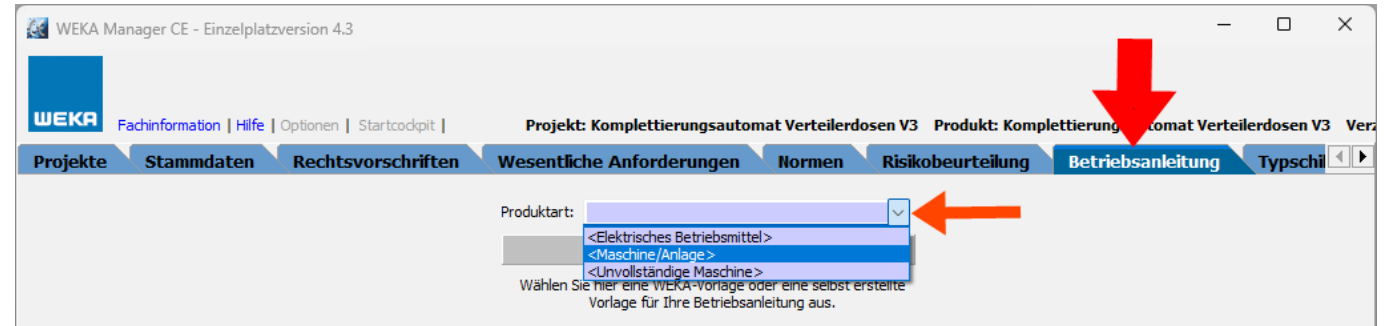 WEKA Manager CE - Einzelplatzversion 4.3
WEKA
Fachinformation | Hilfe | Optionen | Startcockpit | Projekt: Komplettierungsautomat Verteilerdosen V3 Produkt: Komplettierungsautomat Verteilerdosen V3 Verz
Projekte Stammdaten Rechtsvorschriften Wesentliche Anforderungen Normen Risikobeurteilung Betriebsanleitung Typschil
Produktart:
<Elektrisches Betriebsmittel>
<Maschine/Anlage>
<Unvollständige Maschine>
Wählen Sie hier eine WEKA-Vorlage oder eine selbst erstellte
Vorlage für Ihre Betriebsanleitung aus.